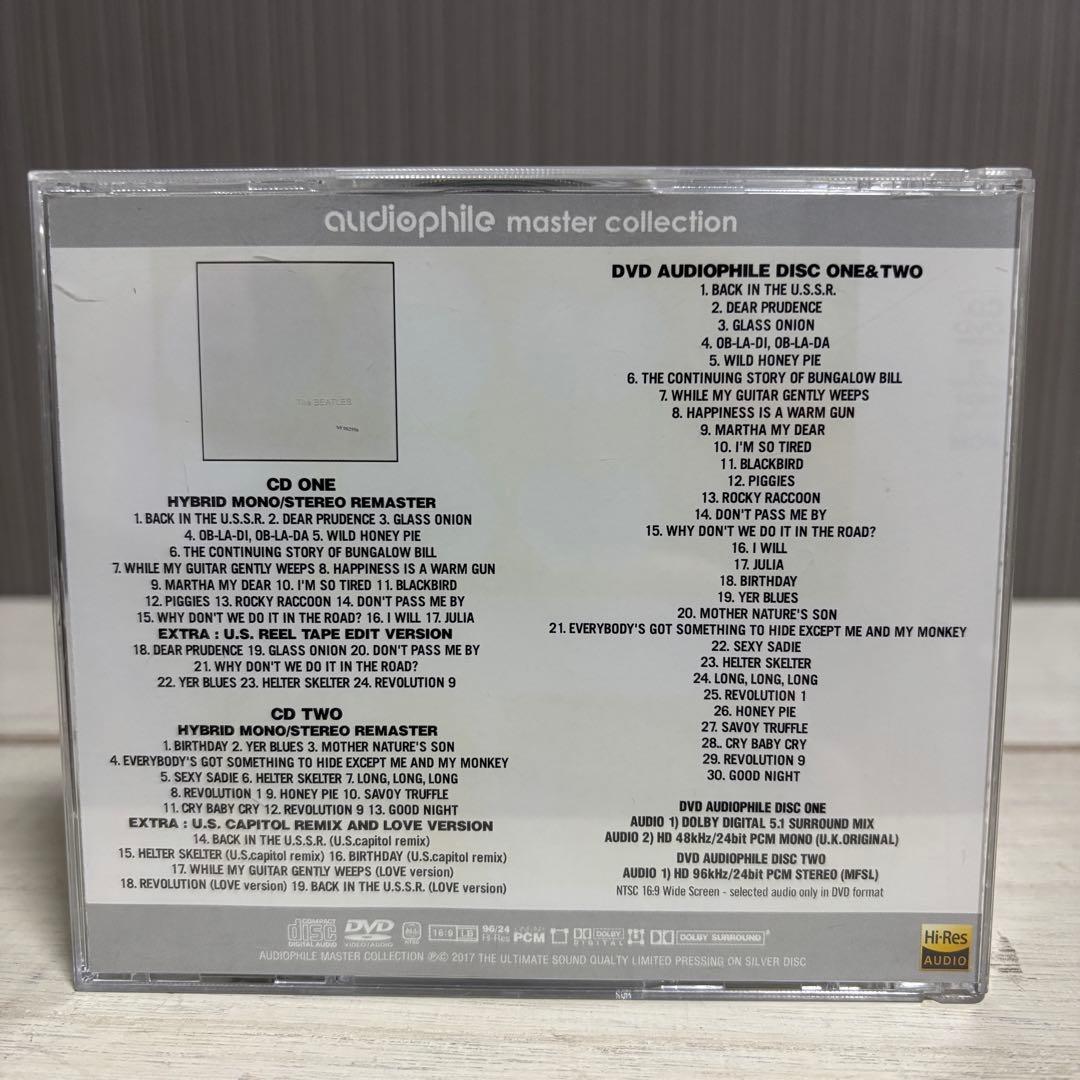 audiophile master collection
The BEATLES
CD ONE
HYBRID MONO/STEREO REMASTER
1. BACK IN THE U.S.S.R. 2. DEAR PRUDENCE 3. GLASS ONION
4. OB-LA-DI, OB-LA-DA 5. WILD HONEY PIE
6. THE CONTINUING STORY OF BUNGALOW BILL
7. WHILE MY GUITAR GENTLY WEEPS 8. HAPPINESS IS A WARM GUN
9. MARTHA MY DEAR 10. I'M SO TIRED 11. BLACKBIRD
12. PIGGIES 13. ROCKY RACCOON 14. DON'T PASS ME BY
15. WHY DON'T WE DO IT IN THE ROAD? 16. I WILL 17. JULIA
EXTRA : U.S. REEL TAPE EDIT VERSION
18. DEAR PRUDENCE 19. GLASS ONION 20. DON'T PASS ME BY
21. WHY DON'T WE DO IT IN THE ROAD?
22. YER BLUES 23. HELTER SKELTER 24. REVOLUTION 9
CD TWO
HYBRID MONO/STEREO REMASTER
1. BIRTHDAY 2. YER BLUES 3. MOTHER NATURE'S SON
4. EVERYBODY'S GOT SOMETHING TO HIDE EXCEPT ME AND MY MONKEY
5. SEXY SADIE 6. HELTER SKELTER 7. LONG, LONG, LONG
8. REVOLUTION 1 9. HONEY PIE 10. SAVOY TRUFFLE
11. CRY BABY CRY 12. REVOLUTION 9 13. GOOD NIGHT
EXTRA : U.S. CAPITOL REMIX AND LOVE VERSION
14. BACK IN THE U.S.S.R. (U.S.capitol remix)
15. HELTER SKELTER (U.S.capitol remix) 16. BIRTHDAY (U.S.capitol remix)
17. WHILE MY GUITAR GENTLY WEEPS (LOVE version)
18. REVOLUTION (LOVE version) 19. BACK IN THE U.S.S.R. (LOVE version)
DVD AUDIOPHILE DISC ONE&TWO
1. BACK IN THE U.S.S.R.
2. DEAR PRUDENCE
3. GLASS ONION
4. OB-LA-DI, OB-LA-DA
5. WILD HONEY PIE
6. THE CONTINUING STORY OF BUNGALOW BILL
7. WHILE MY GUITAR GENTLY WEEPS
8. HAPPINESS IS A WARM GUN
9. MARTHA MY DEAR
10. I'M SO TIRED
11. BLACKBIRD
12. PIGGIES
13. ROCKY RACCOON
14. DON'T PASS ME BY
15. WHY DON'T WE DO IT IN THE ROAD?
16. I WILL
17. JULIA
18. BIRTHDAY
19. YER BLUES
20. MOTHER NATURE'S SON
21. EVERYBODY'S GOT SOMETHING TO HIDE EXCEPT ME AND MY MONKEY
22. SEXY SADIE
23. HELTER SKELTER
24. LONG, LONG, LONG
25. REVOLUTION 1
26. HONEY PIE
27. SAVOY TRUFFLE
28.. CRY BABY CRY
29. REVOLUTION 9
30. GOOD NIGHT
DVD AUDIOPHILE DISC ONE
AUDIO 1) DOLBY DIGITAL 5.1 SURROUND MIX
AUDIO 2) HD 48kHz/24bit PCM MONO (U.K.ORIGINAL)
DVD AUDIOPHILE DISC TWO
AUDIO 1) HD 96kHz/24bit PCM STEREO (MFSL)
NTSC 16:9 Wide Screen - selected audio only in DVD format
COMPACT disc DIGITAL AUDIO DVD VIDEO/AUDIO ALL NTSC 16:9 LB 96/24 Hi-Res PCM DOLBY DIGITAL DOLBY SURROUND
AUDIOPHILE MASTER COLLECTION ℗© 2017 THE ULTIMATE SOUND QUALTY LIMITED PRESSING ON SILVER DISC
Hi-Res AUDIO